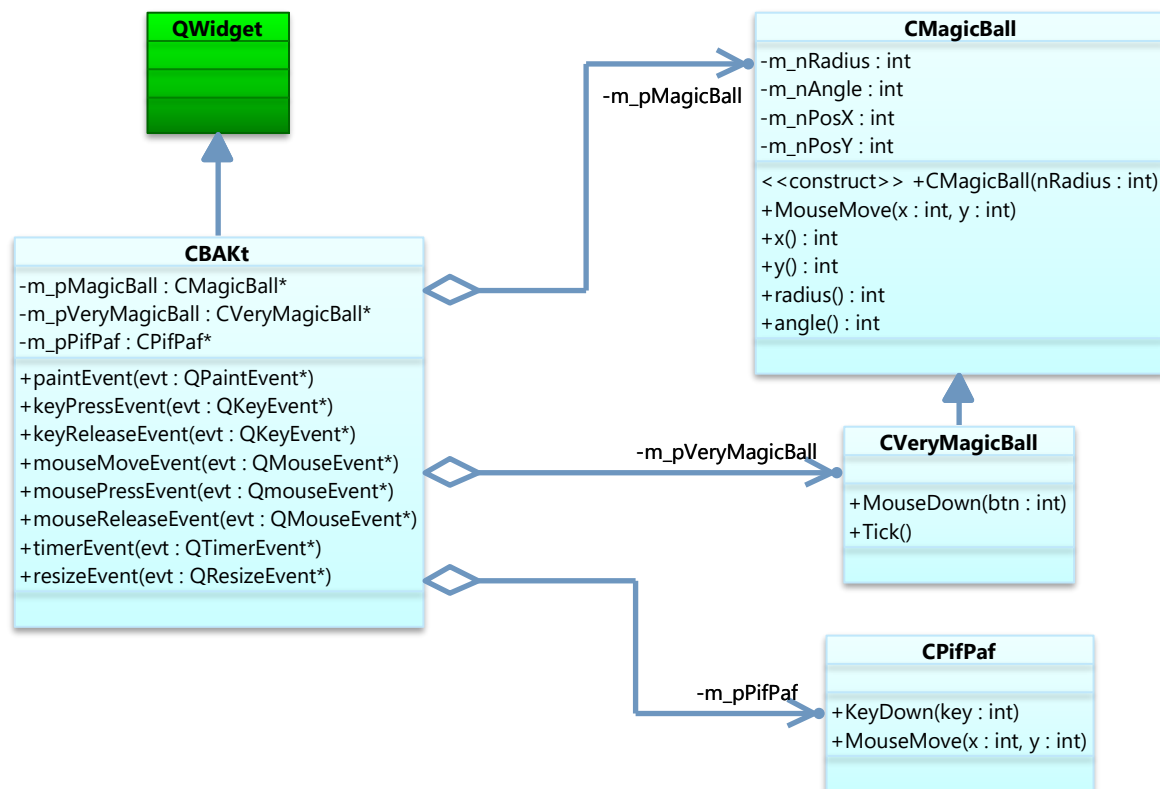 QWidget
CMagicBall
-m_nRadius : int
-m_nAngle : int
-m_nPosX : int
-m_nPosY : int
<<construct>> +CMagicBall(nRadius : int)
+MouseMove(x : int, y : int)
+x() : int
+y() : int
+radius() : int
+angle() : int
-m_pMagicBall
CBAKt
-m_pMagicBall : CMagicBall*
-m_pVeryMagicBall : CVeryMagicBall*
-m_pPifPaf : CPifPaf*
+paintEvent(evt : QPaintEvent*)
+keyPressEvent(evt : QKeyEvent*)
+keyReleaseEvent(evt : QKeyEvent*)
+mouseMoveEvent(evt : QMouseEvent*)
+mousePressEvent(evt : QmouseEvent*)
+mouseReleaseEvent(evt : QMouseEvent*)
+timerEvent(evt : QTimerEvent*)
+resizeEvent(evt : QResizeEvent*)
-m_pVeryMagicBall
CVeryMagicBall
+MouseDown(btn : int)
+Tick()
-m_pPifPaf
CPifPaf
+KeyDown(key : int)
+MouseMove(x : int, y : int)